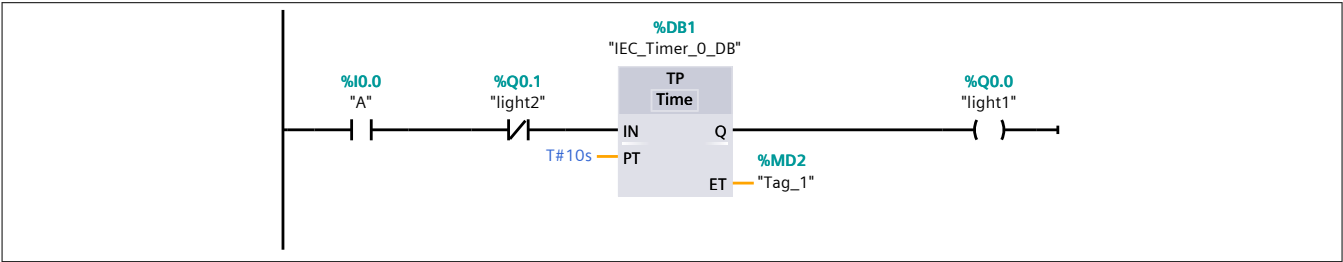 %DB1
"IEC_Timer_0_DB"
%I0.0
"A"
%Q0.1
"light2"
TP
Time
%Q0.0
"light1"
IN
Q
T#10s
PT
%MD2
ET
"Tag_1"